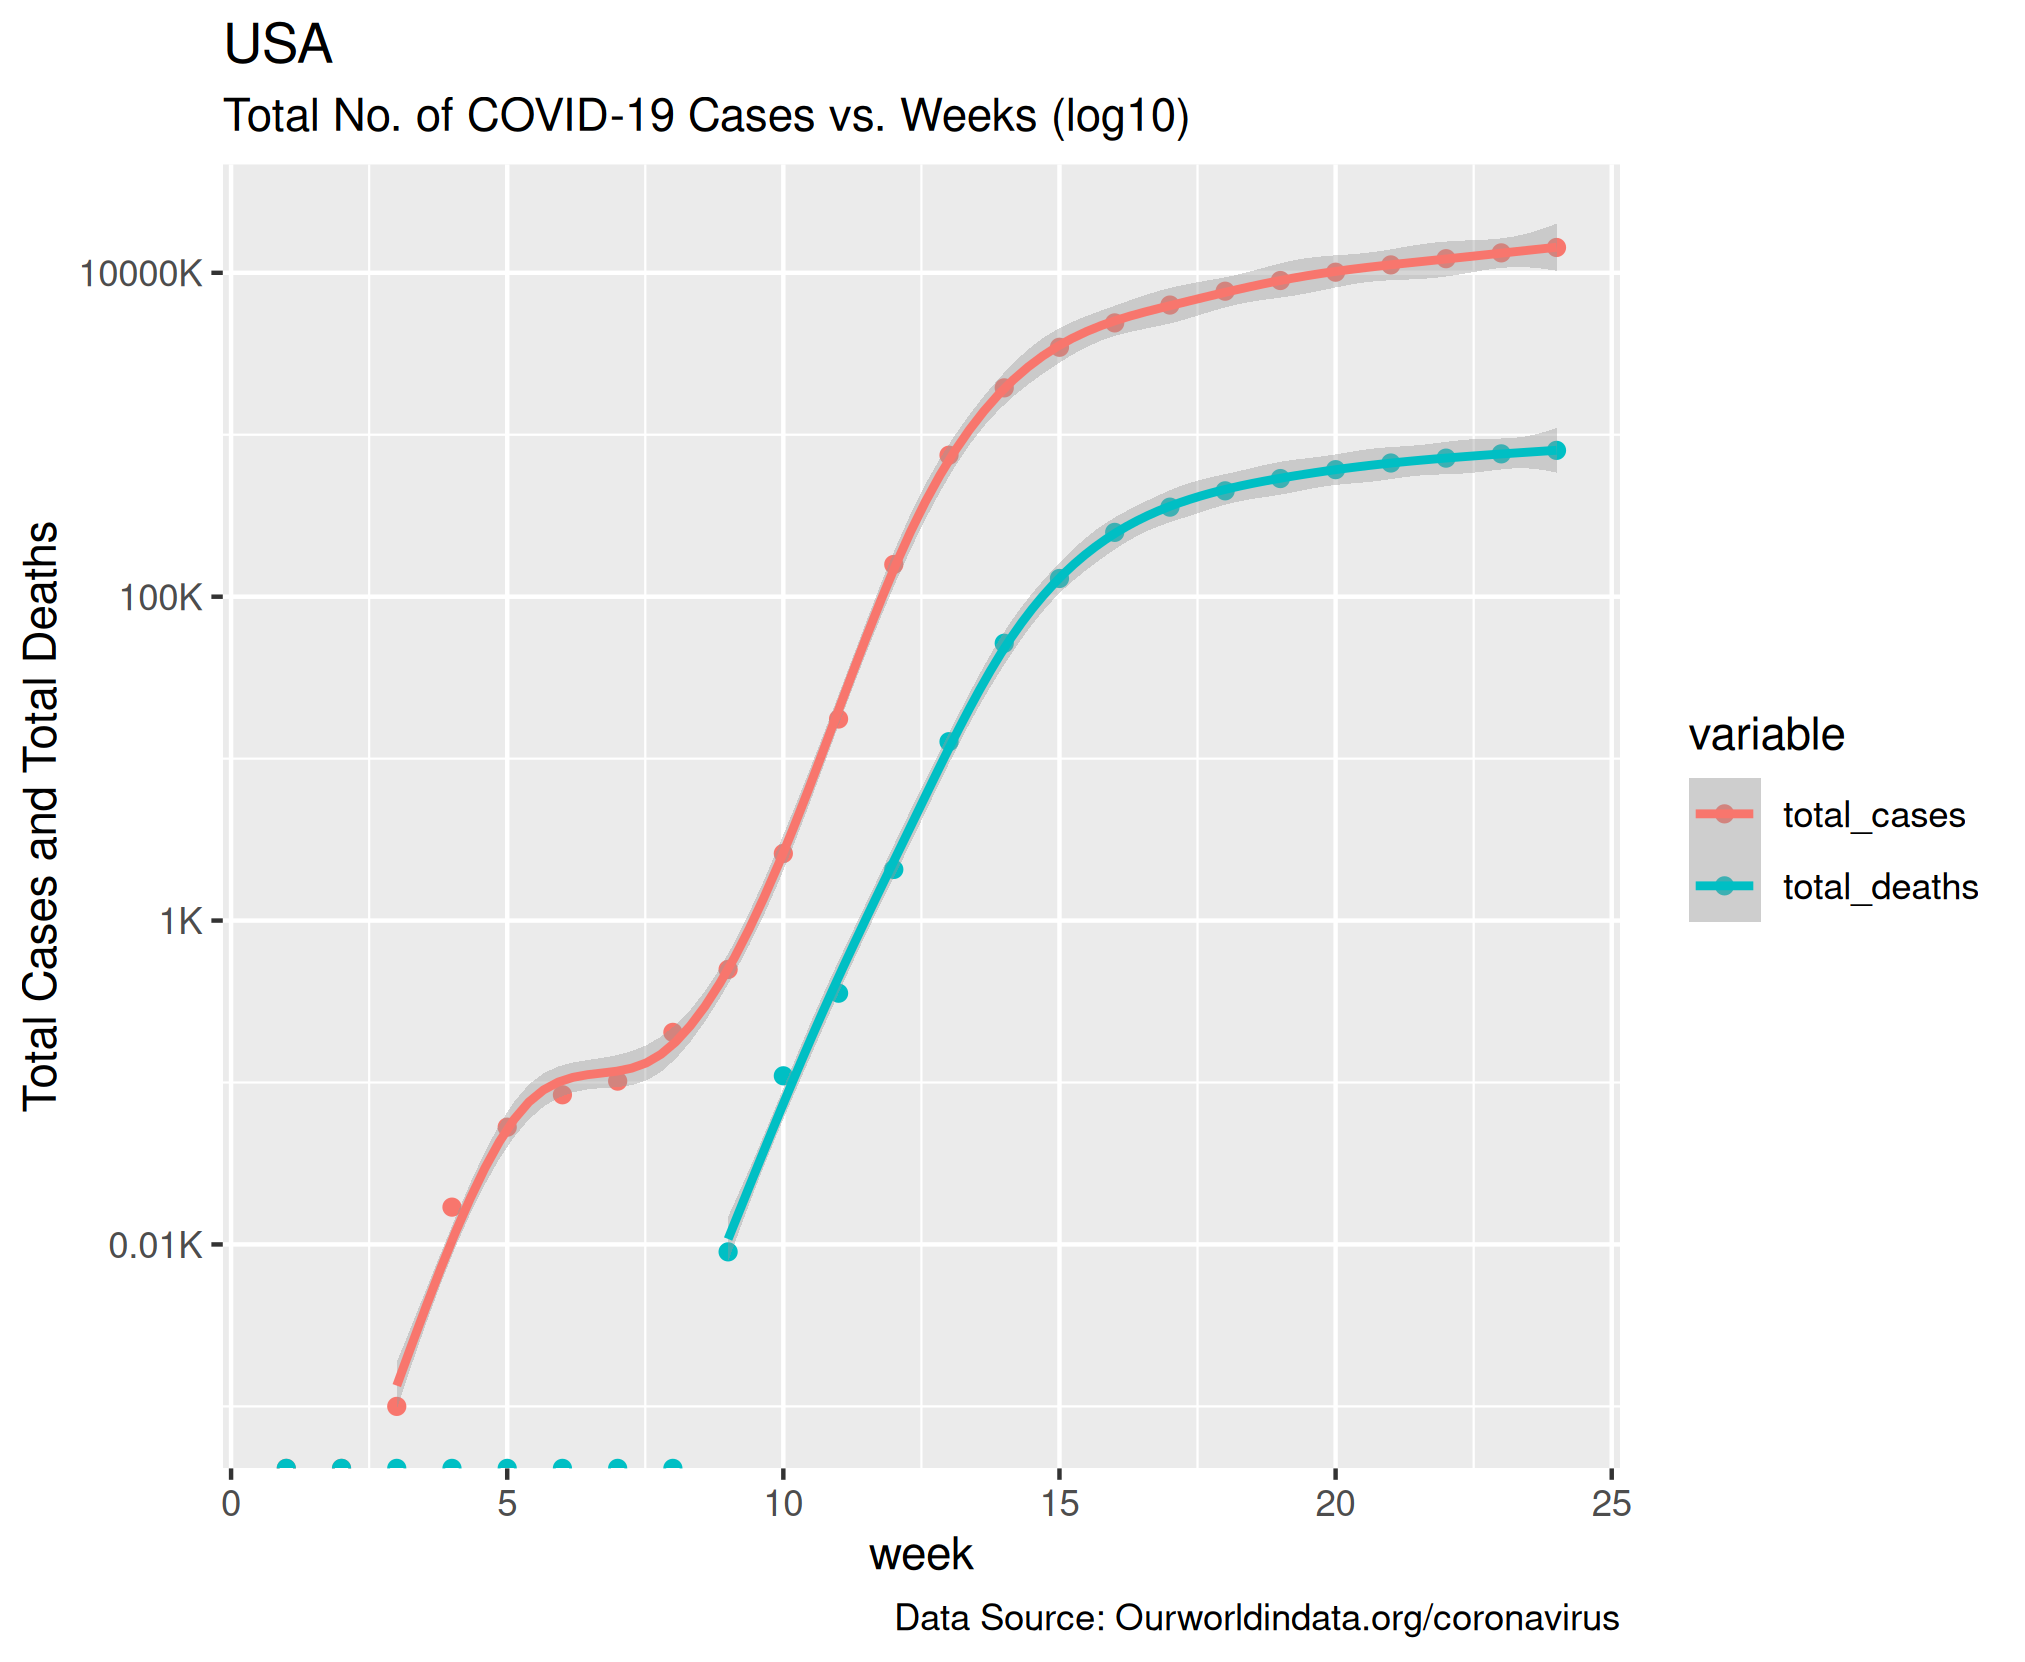 USA
Total No. of COVID-19 Cases vs. Weeks (log10)
Total Cases and Total Deaths
10000K
100K
1K
0.01K
0 5 10 15 20 25
week
variable
total_cases
total_deaths
Data Source: Ourworldindata.org/coronavirus